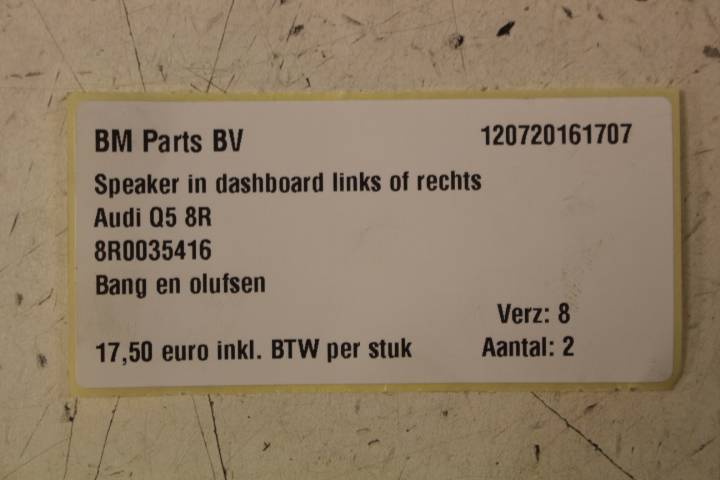 BM Parts BV 120720161707
Speaker in dashboard links of rechts
Audi Q5 8R
8R0035416
Bang en olufsen
Verz: 8
17,50 euro inkl. BTW per stuk Aantal: 2